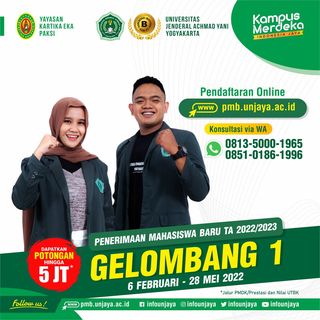 YAYASAN
KARTIKA EKA
PAKSI
UNIVERSITAS
JENDERAL ACHMAD YANI
YOGYAKARTA
Kampus
Merdeka
INDONESIA JAYA
Pendaftaran Online
www pmb.unjaya.ac.id
Konsultasi via WA
0813-5000-1965
0851-0186-1996
PENERIMAAN MAHASISWA BARU TA 2022/2023
GELOMBANG 1
6 FEBRUARI - 28 MEI 2022
DAPATKAN
POTONGAN
HINGGA
5 JT*
*Jalur PMDK/Prestasi dan Nilai UTBK
Follow us!
pmb.unjaya.ac.id
infounjaya
infounjaya
infounjaya